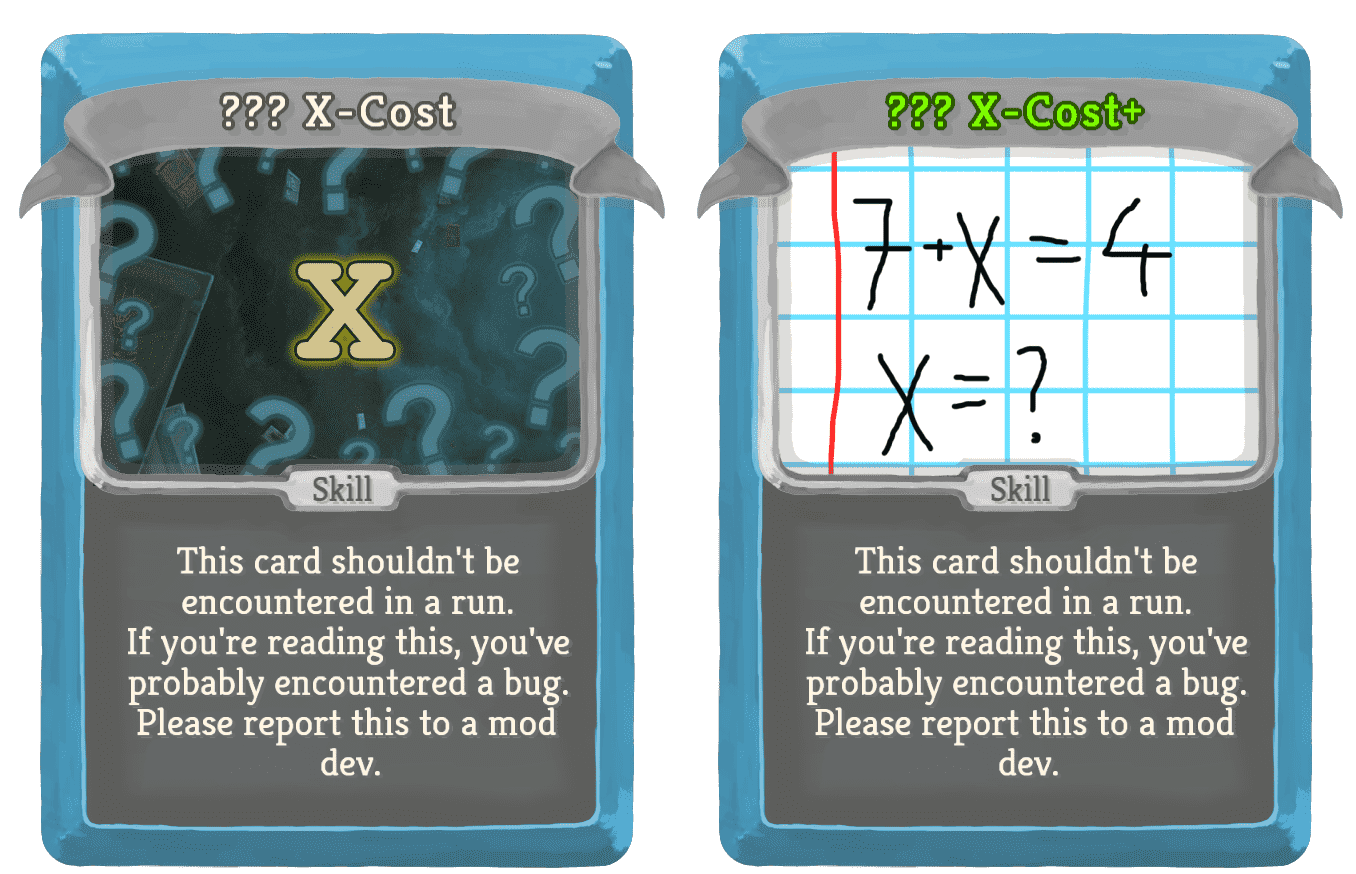 ??? X-Cost
X
Skill
This card shouldn't be
encountered in a run.
If you're reading this, you've
probably encountered a bug.
Please report this to a mod
dev.
??? X-Cost+
7+x=4
x=?
Skill
This card shouldn't be
encountered in a run.
If you're reading this, you've
probably encountered a bug.
Please report this to a mod
dev.